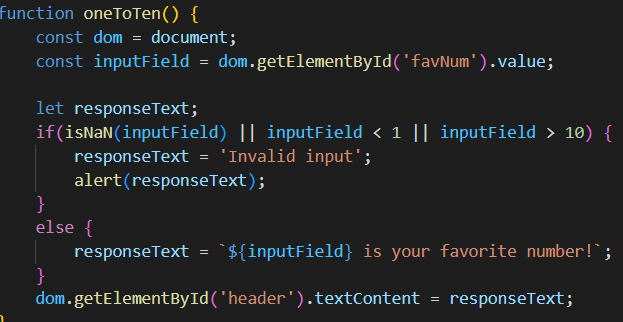 function oneToTen() {
    const dom = document;
    const inputField = dom.getElementById('favNum').value;

    let responseText;
    if(isNaN(inputField) || inputField < 1 || inputField > 10) {
        responseText = 'Invalid input';
        alert(responseText);
    }
    else {
        responseText = `${inputField} is your favorite number!`;
    }
    dom.getElementById('header').textContent = responseText;
}